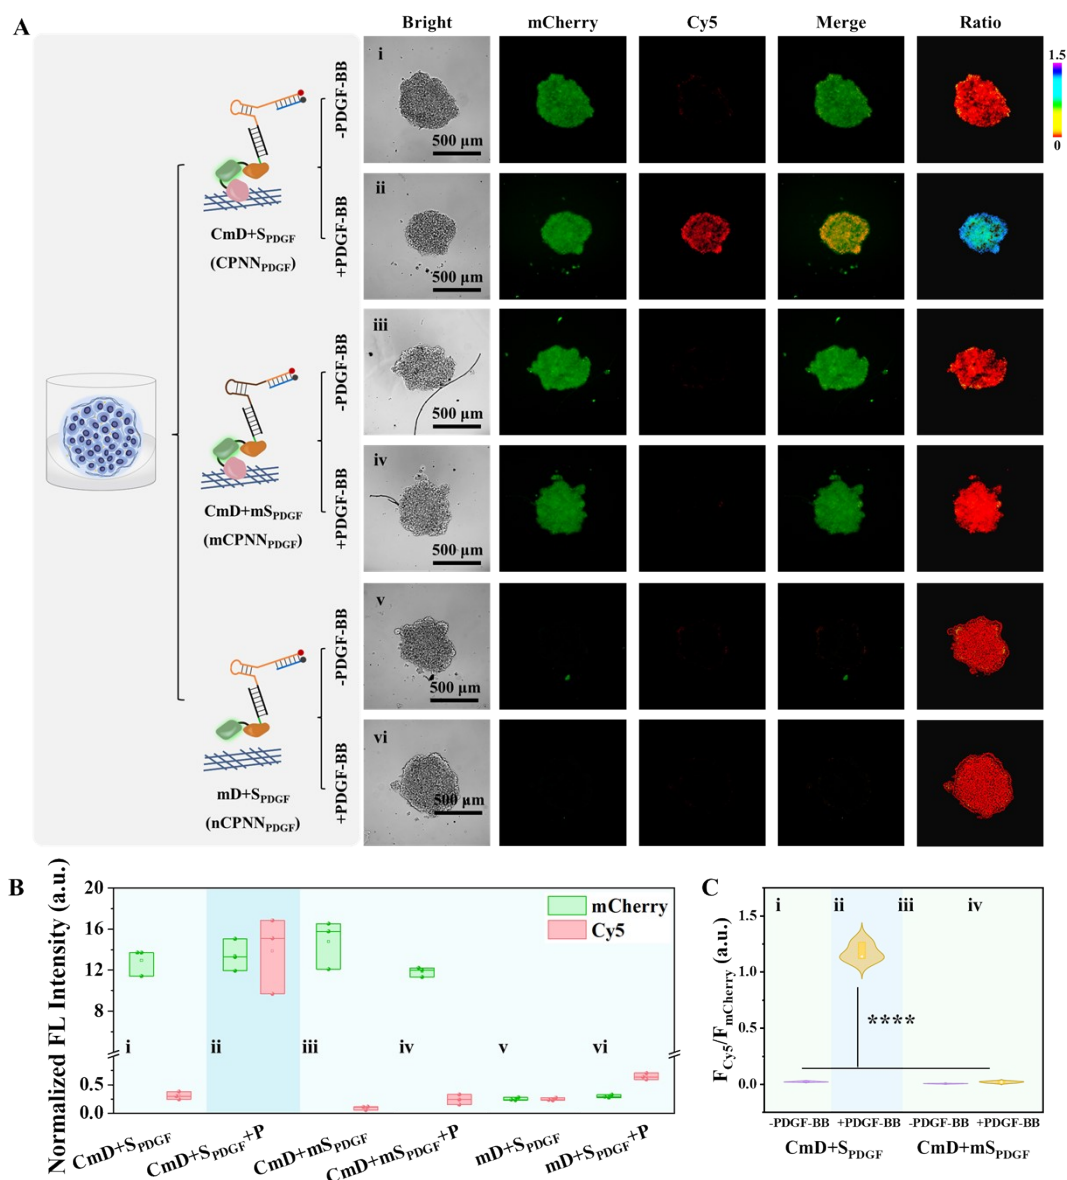 A
Bright
mCherry
Cy5
Merge
Ratio
i
500 μm
1.5
0
-PDGF-BB
+PDGF-BB
CmD+SPDGF
(CPNNPDGF)
ii
500 μm
iii
500 μm
-PDGF-BB
+PDGF-BB
CmD+mSPDGF
(mCPNNPDGF)
iv
500 μm
v
500 μm
-PDGF-BB
+PDGF-BB
mD+SPDGF
(nCPNNPDGF)
vi
500 μm
B
Normalized FL Intensity (a.u.)
20
16
12
8
0.5
0.0
mCherry
Cy5
i
ii
iii
iv
v
vi
CmD+SPDGF
CmD+SPDGF+P
CmD+mSPDGF
CmD+mSPDGF+P
mD+SPDGF
mD+SPDGF+P
C
FCy5/FmCherry (a.u.)
1.5
1.0
0.5
0.0
i
ii
iii
iv
****
-PDGF-BB
+PDGF-BB
-PDGF-BB
+PDGF-BB
CmD+SPDGF
CmD+mSPDGF